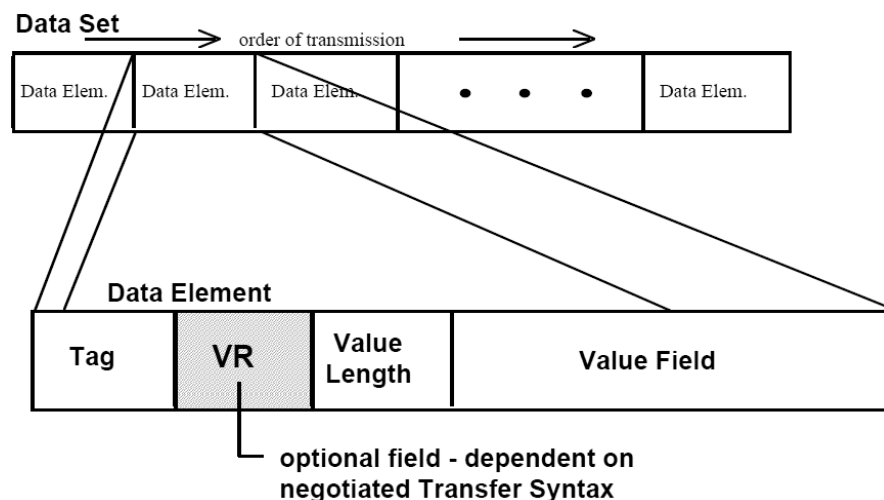 Data Set
order of transmission
Data Elem.
Data Elem.
Data Elem.
Data Elem.
Data Element
Tag
VR
Value
Length
Value Field
optional field - dependent on
negotiated Transfer Syntax